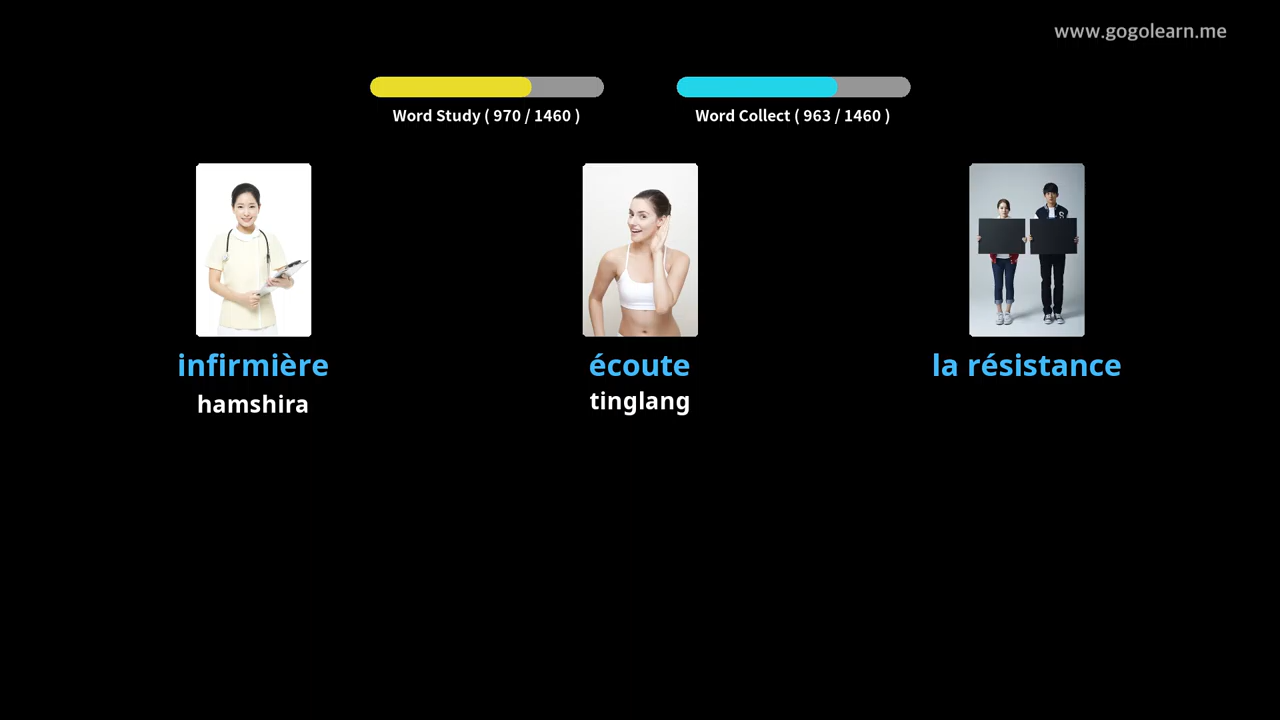 www.gogolearn.me
Word Study ( 970 / 1460 )
Word Collect ( 963 / 1460 )
infirmière
hamshira
écoute
tinglang
la résistance